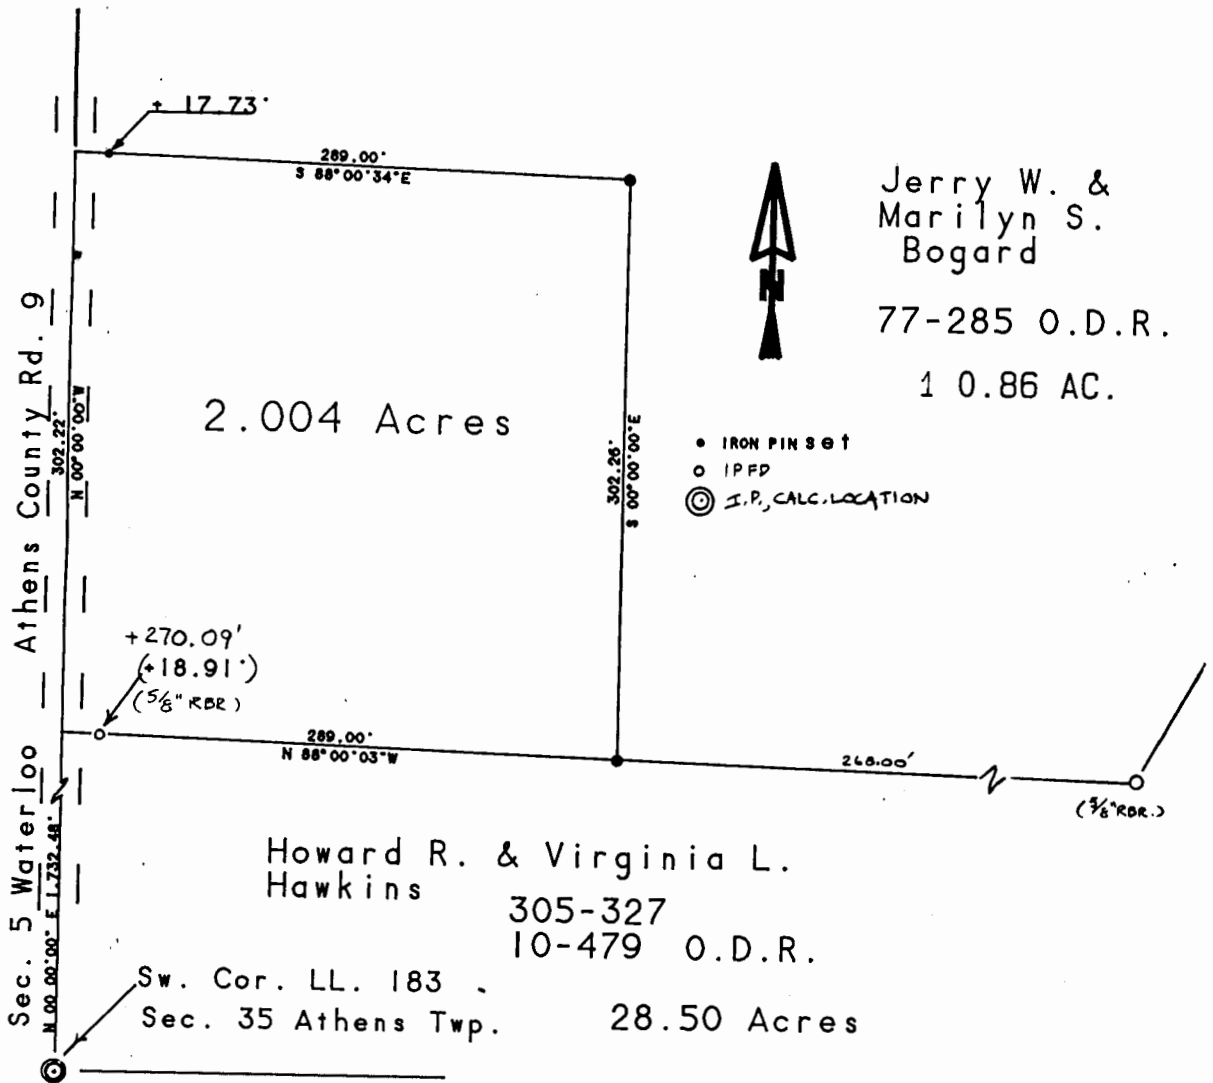 + 17.73'
289.00'
S 88°00'34"E
Jerry W. &
Marilyn S.
Bogard
77-285 O.D.R.
1 0.86 AC.
N
2.004 Acres
• IRON PIN set
○ IPFD
◎ I.P., CALC. LOCATION
302.26'
S 00°00'00"E
302.22'
N 00°00'00"W
Sec. 5 Waterloo Athens County Rd. 9
+270.09'
(+18.91')
(5/8" RBR)
289.00'
N 88°00'03"W
268.00'
(5/8" RBR.)
N 00 00'00" E 1,732.48'
Howard R. & Virginia L.
Hawkins
305-327
10-479 O.D.R.
28.50 Acres
Sw. Cor. LL. 183
Sec. 35 Athens Twp.